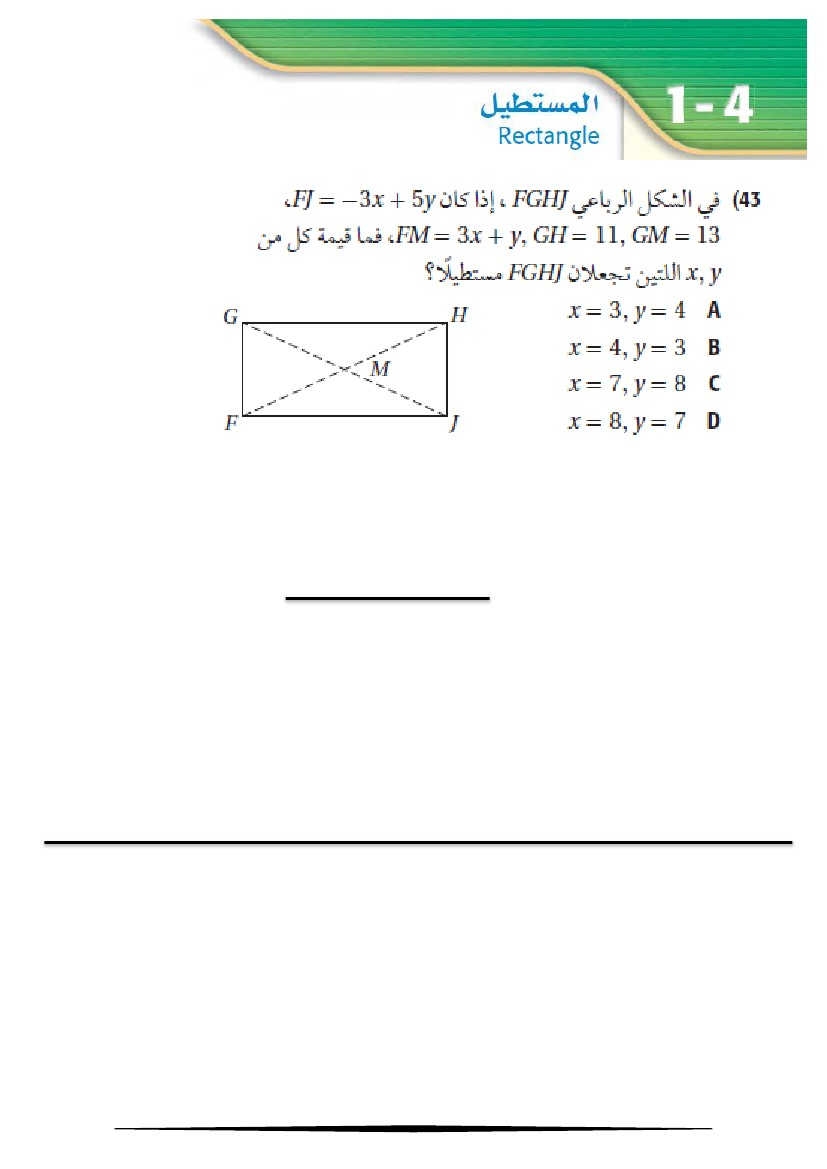 1-4
المستطيل
Rectangle
43) في الشكل الرباعي FGHJ ، إذا كان FJ = −3x + 5y،
FM = 3x + y, GH = 11, GM = 13، فما قيمة كل من
x, y اللتين تجعلان FGHJ مستطيلًا؟
A x = 3, y = 4
B x = 4, y = 3
C x = 7, y = 8
D x = 8, y = 7
G H
M
F J